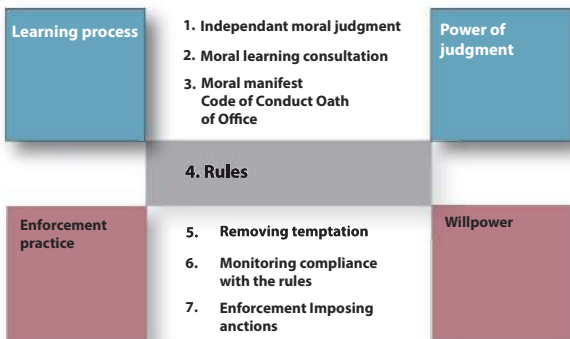 Learning process
1. Independant moral judgment
2. Moral learning consultation
3. Moral manifest
Code of Conduct Oath
of Office
Power of
judgment
4. Rules
Enforcement
practice
5. Removing temptation
6. Monitoring compliance
with the rules
7. Enforcement Imposing
anctions
Willpower